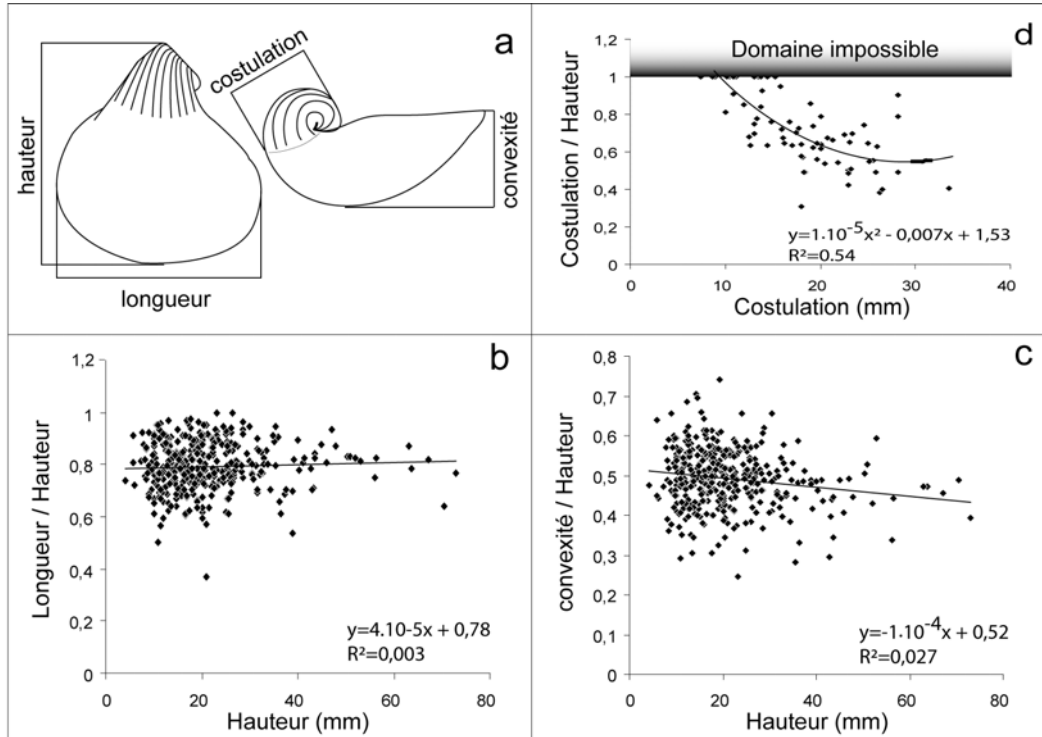 a
hauteur
longueur
costulation
convexité
d
Domaine impossible
Costulation / Hauteur
1,2
1
0,8
0,6
0,4
0,2
0
y=1.10-5x² - 0,007x + 1,53
R²=0.54
0 10 20 30 40
Costulation (mm)
b
Longueur / Hauteur
1,2
1
0,8
0,6
0,4
0,2
0
y=4.10-5x + 0,78
R²=0,003
0 20 40 60 80
Hauteur (mm)
c
convexité / Hauteur
0,8
0,7
0,6
0,5
0,4
0,3
0,2
0,1
0
y=-1.10-4x + 0,52
R²=0,027
0 20 40 60 80
Hauteur (mm)